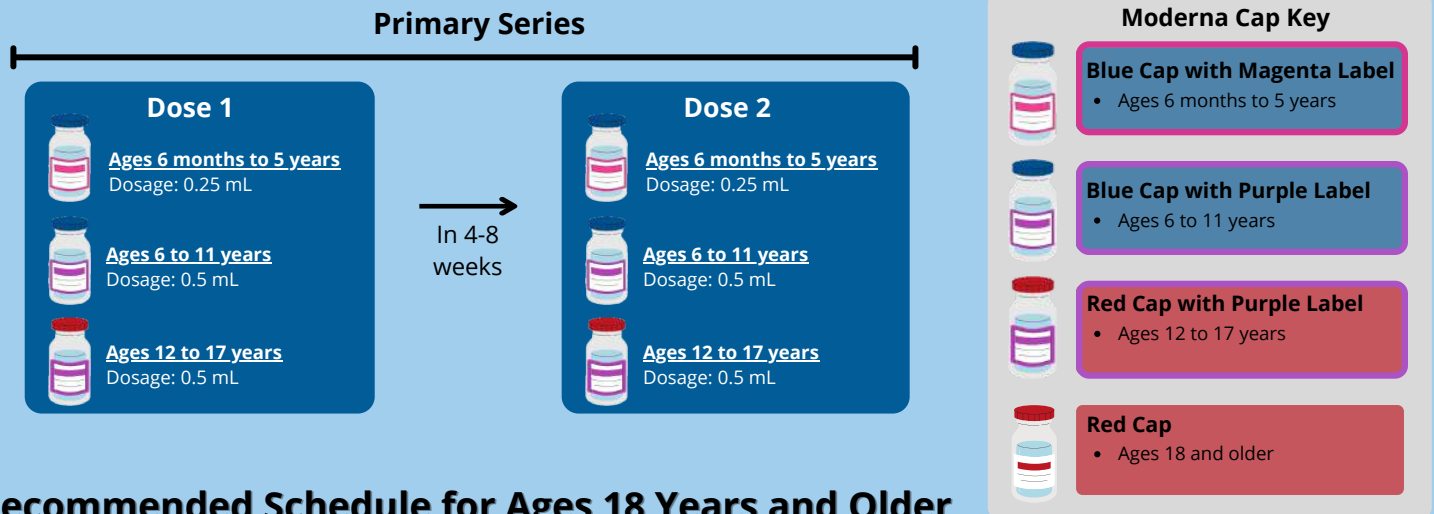 Primary Series
Dose 1
Ages 6 months to 5 years
Dosage: 0.25 mL
Ages 6 to 11 years
Dosage: 0.5 mL
Ages 12 to 17 years
Dosage: 0.5 mL
In 4-8
weeks
Dose 2
Ages 6 months to 5 years
Dosage: 0.25 mL
Ages 6 to 11 years
Dosage: 0.5 mL
Ages 12 to 17 years
Dosage: 0.5 mL
Moderna Cap Key
Blue Cap with Magenta Label
• Ages 6 months to 5 years
Blue Cap with Purple Label
• Ages 6 to 11 years
Red Cap with Purple Label
• Ages 12 to 17 years
Red Cap
• Ages 18 and older
ecommended Schedule for Ages 18 Years and Older